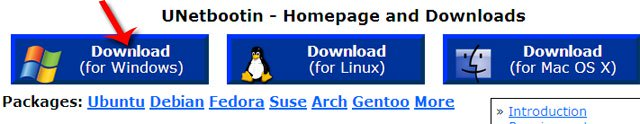 UNetbootin - Homepage and Downloads
Download
(for Windows)
Download
(for Linux)
Download
(for Mac OS X)
Packages: Ubuntu Debian Fedora Suse Arch Gentoo More
» Introduction